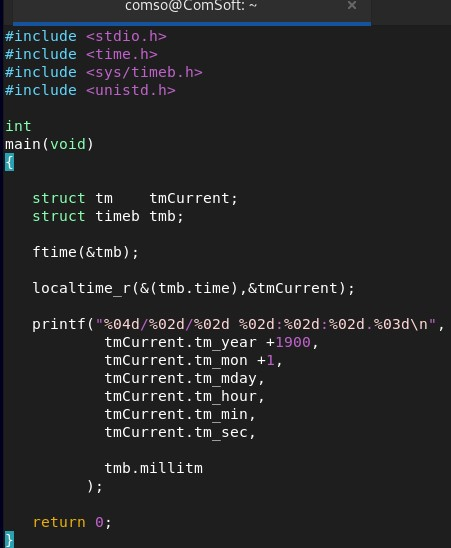 comso@ComSoft: ~ ×
#include <stdio.h>
#include <time.h>
#include <sys/timeb.h>
#include <unistd.h>
int
main(void)
{
struct tm    tmCurrent;
struct timeb tmb;
ftime(&tmb);
localtime_r(&(tmb.time),&tmCurrent);
printf("%04d/%02d/%02d %02d:%02d:%02d.%03d\n",
tmCurrent.tm_year +1900,
tmCurrent.tm_mon +1,
tmCurrent.tm_mday,
tmCurrent.tm_hour,
tmCurrent.tm_min,
tmCurrent.tm_sec,
tmb.millitm
);
return 0;
}